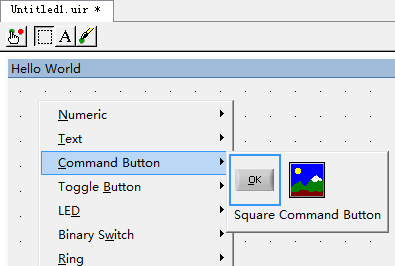 Untitled1.uir *
A
Hello World
Numeric
Text
Command Button
OK
Square Command Button
Toggle Button
LED
Binary Switch
Ring